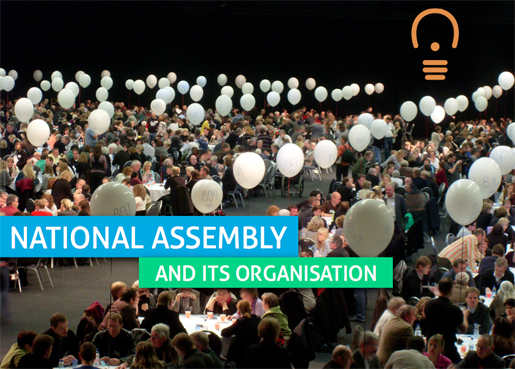 NATIONAL ASSEMBLY
AND ITS ORGANISATION